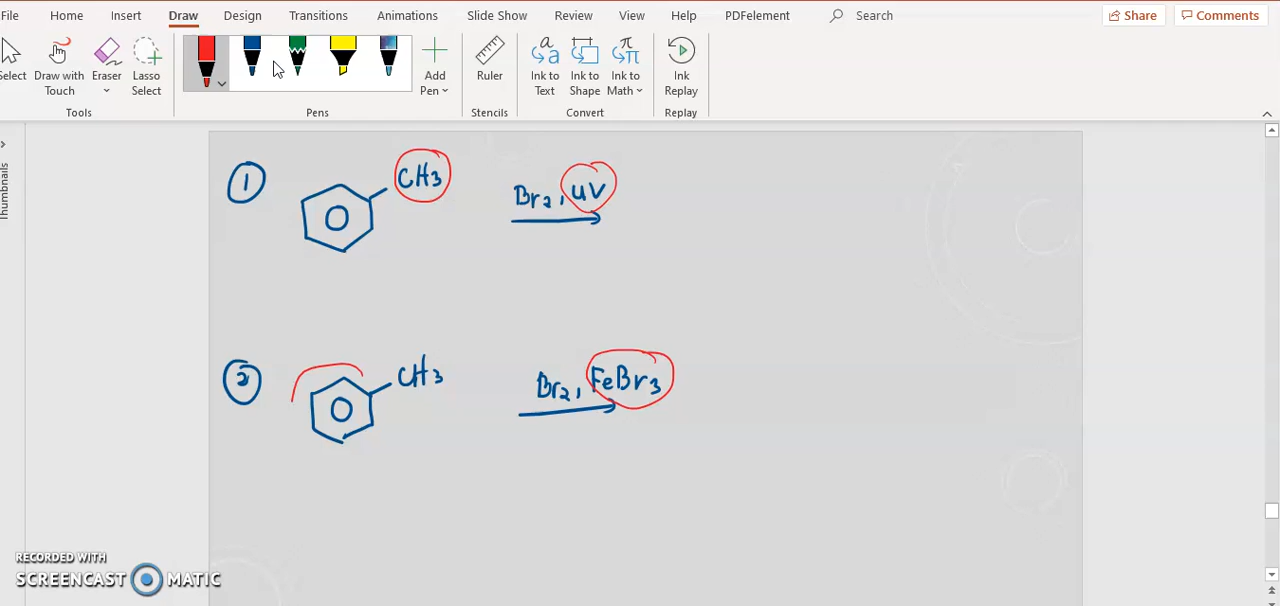 File Home Insert Draw Design Transitions Animations Slide Show Review View Help PDFelement Search Share Comments
Select Draw with Touch Eraser Lasso Select Add Pen Ruler Ink to Text Ink to Shape Ink to Math Ink Replay
Tools Pens Stencils Convert Replay
Thumbnails
1 CH3 Br2, UV
2 CH3 Br2, FeBr3
RECORDED WITH
SCREENCAST MATIC